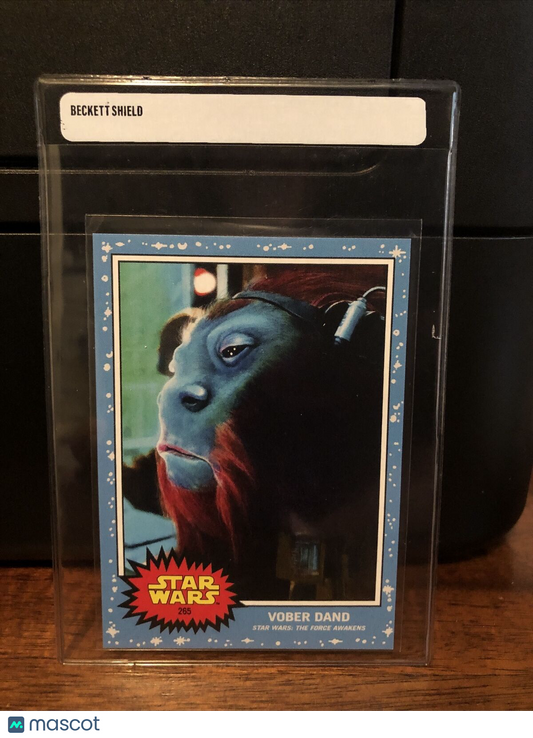 BECKETT SHIELD
STAR
WARS
265
VOBER DAND
STAR WARS: THE FORCE AWAKENS
mascot